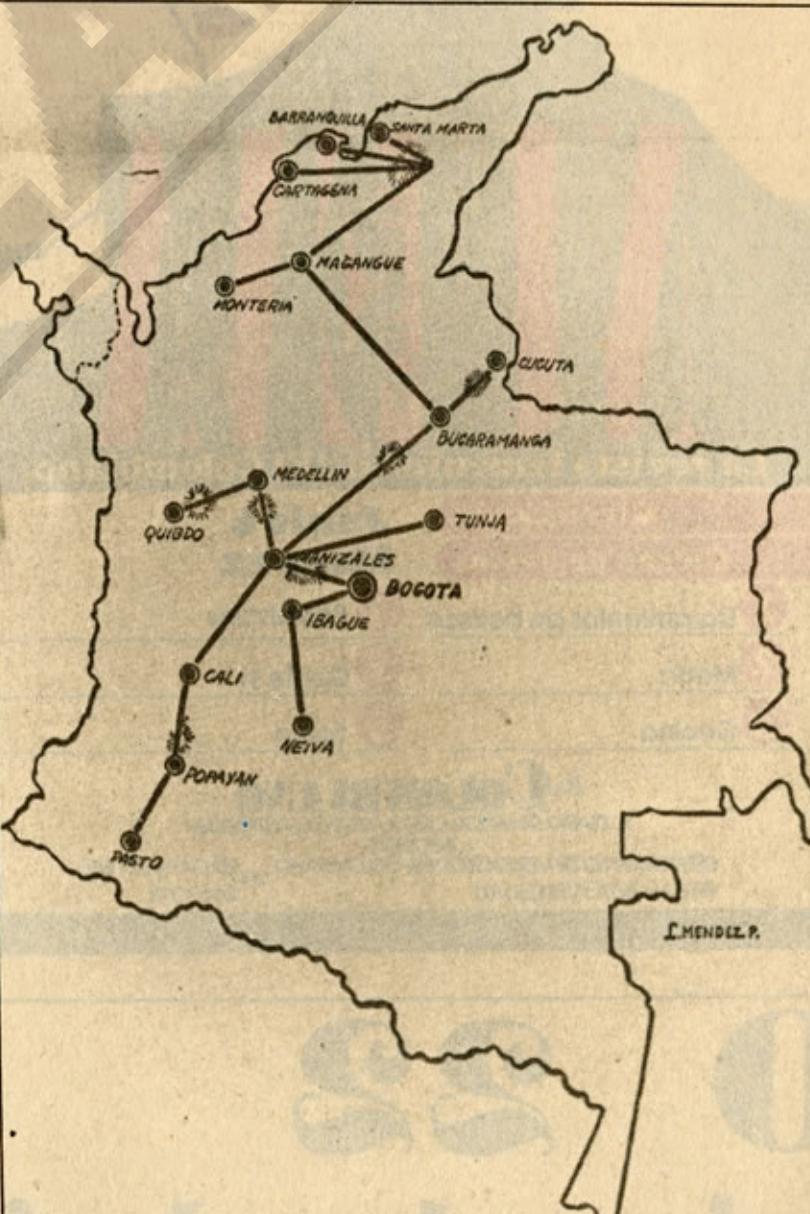 BARRANQUILLA
SANTA MARTA
CARTAGENA
MAGANGUE
MONTERIA
CUCUTA
BUCARAMANGA
MEDELLIN
QUIBDO
TUNJA
MANIZALES
BOGOTA
IBAGUE
CALI
NEIVA
POPAYAN
PASTO
MENDEZ P.